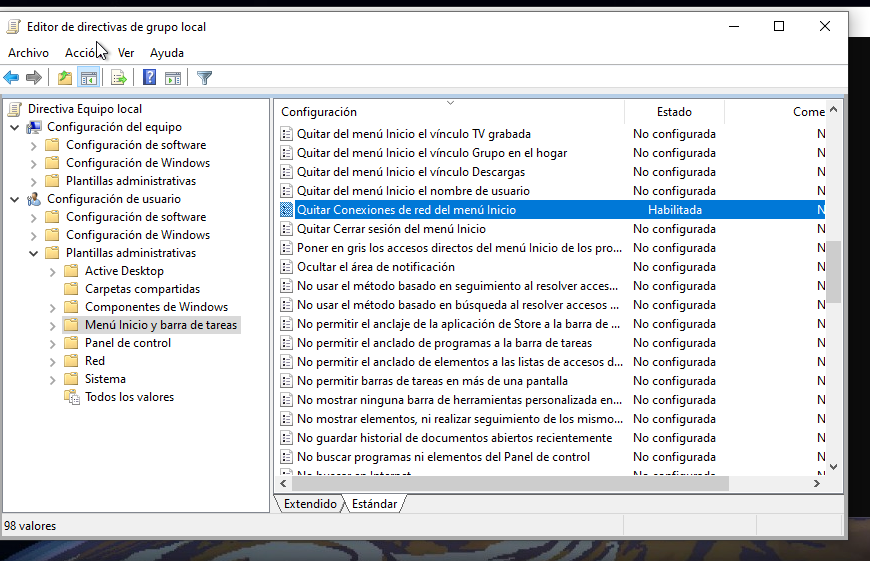 Editor de directivas de grupo local
Archivo Acción Ver Ayuda
Directiva Equipo local
Configuración del equipo
Configuración de software
Configuración de Windows
Plantillas administrativas
Configuración de usuario
Configuración de software
Configuración de Windows
Plantillas administrativas
Active Desktop
Carpetas compartidas
Componentes de Windows
Menú Inicio y barra de tareas
Panel de control
Red
Sistema
Todos los valores
Configuración Estado Come
Quitar del menú Inicio el vínculo TV grabada No configurada N
Quitar del menú Inicio el vínculo Grupo en el hogar No configurada N
Quitar del menú Inicio el vínculo Descargas No configurada N
Quitar del menú Inicio el nombre de usuario No configurada N
Quitar Conexiones de red del menú Inicio Habilitada N
Quitar Cerrar sesión del menú Inicio No configurada N
Poner en gris los accesos directos del menú Inicio de los pro... No configurada N
Ocultar el área de notificación No configurada N
No usar el método basado en seguimiento al resolver acces... No configurada N
No usar el método basado en búsqueda al resolver accesos ... No configurada N
No permitir el anclaje de la aplicación de Store a la barra de ... No configurada N
No permitir el anclado de programas a la barra de tareas No configurada N
No permitir el anclado de elementos a las listas de accesos d... No configurada N
No permitir barras de tareas en más de una pantalla No configurada N
No mostrar ninguna barra de herramientas personalizada en... No configurada N
No mostrar elementos, ni realizar seguimiento de los mismo... No configurada N
No guardar historial de documentos abiertos recientemente No configurada N
No buscar programas ni elementos del Panel de control No configurada N
No buscar en Internet No configurada N
Extendido Estándar
98 valores